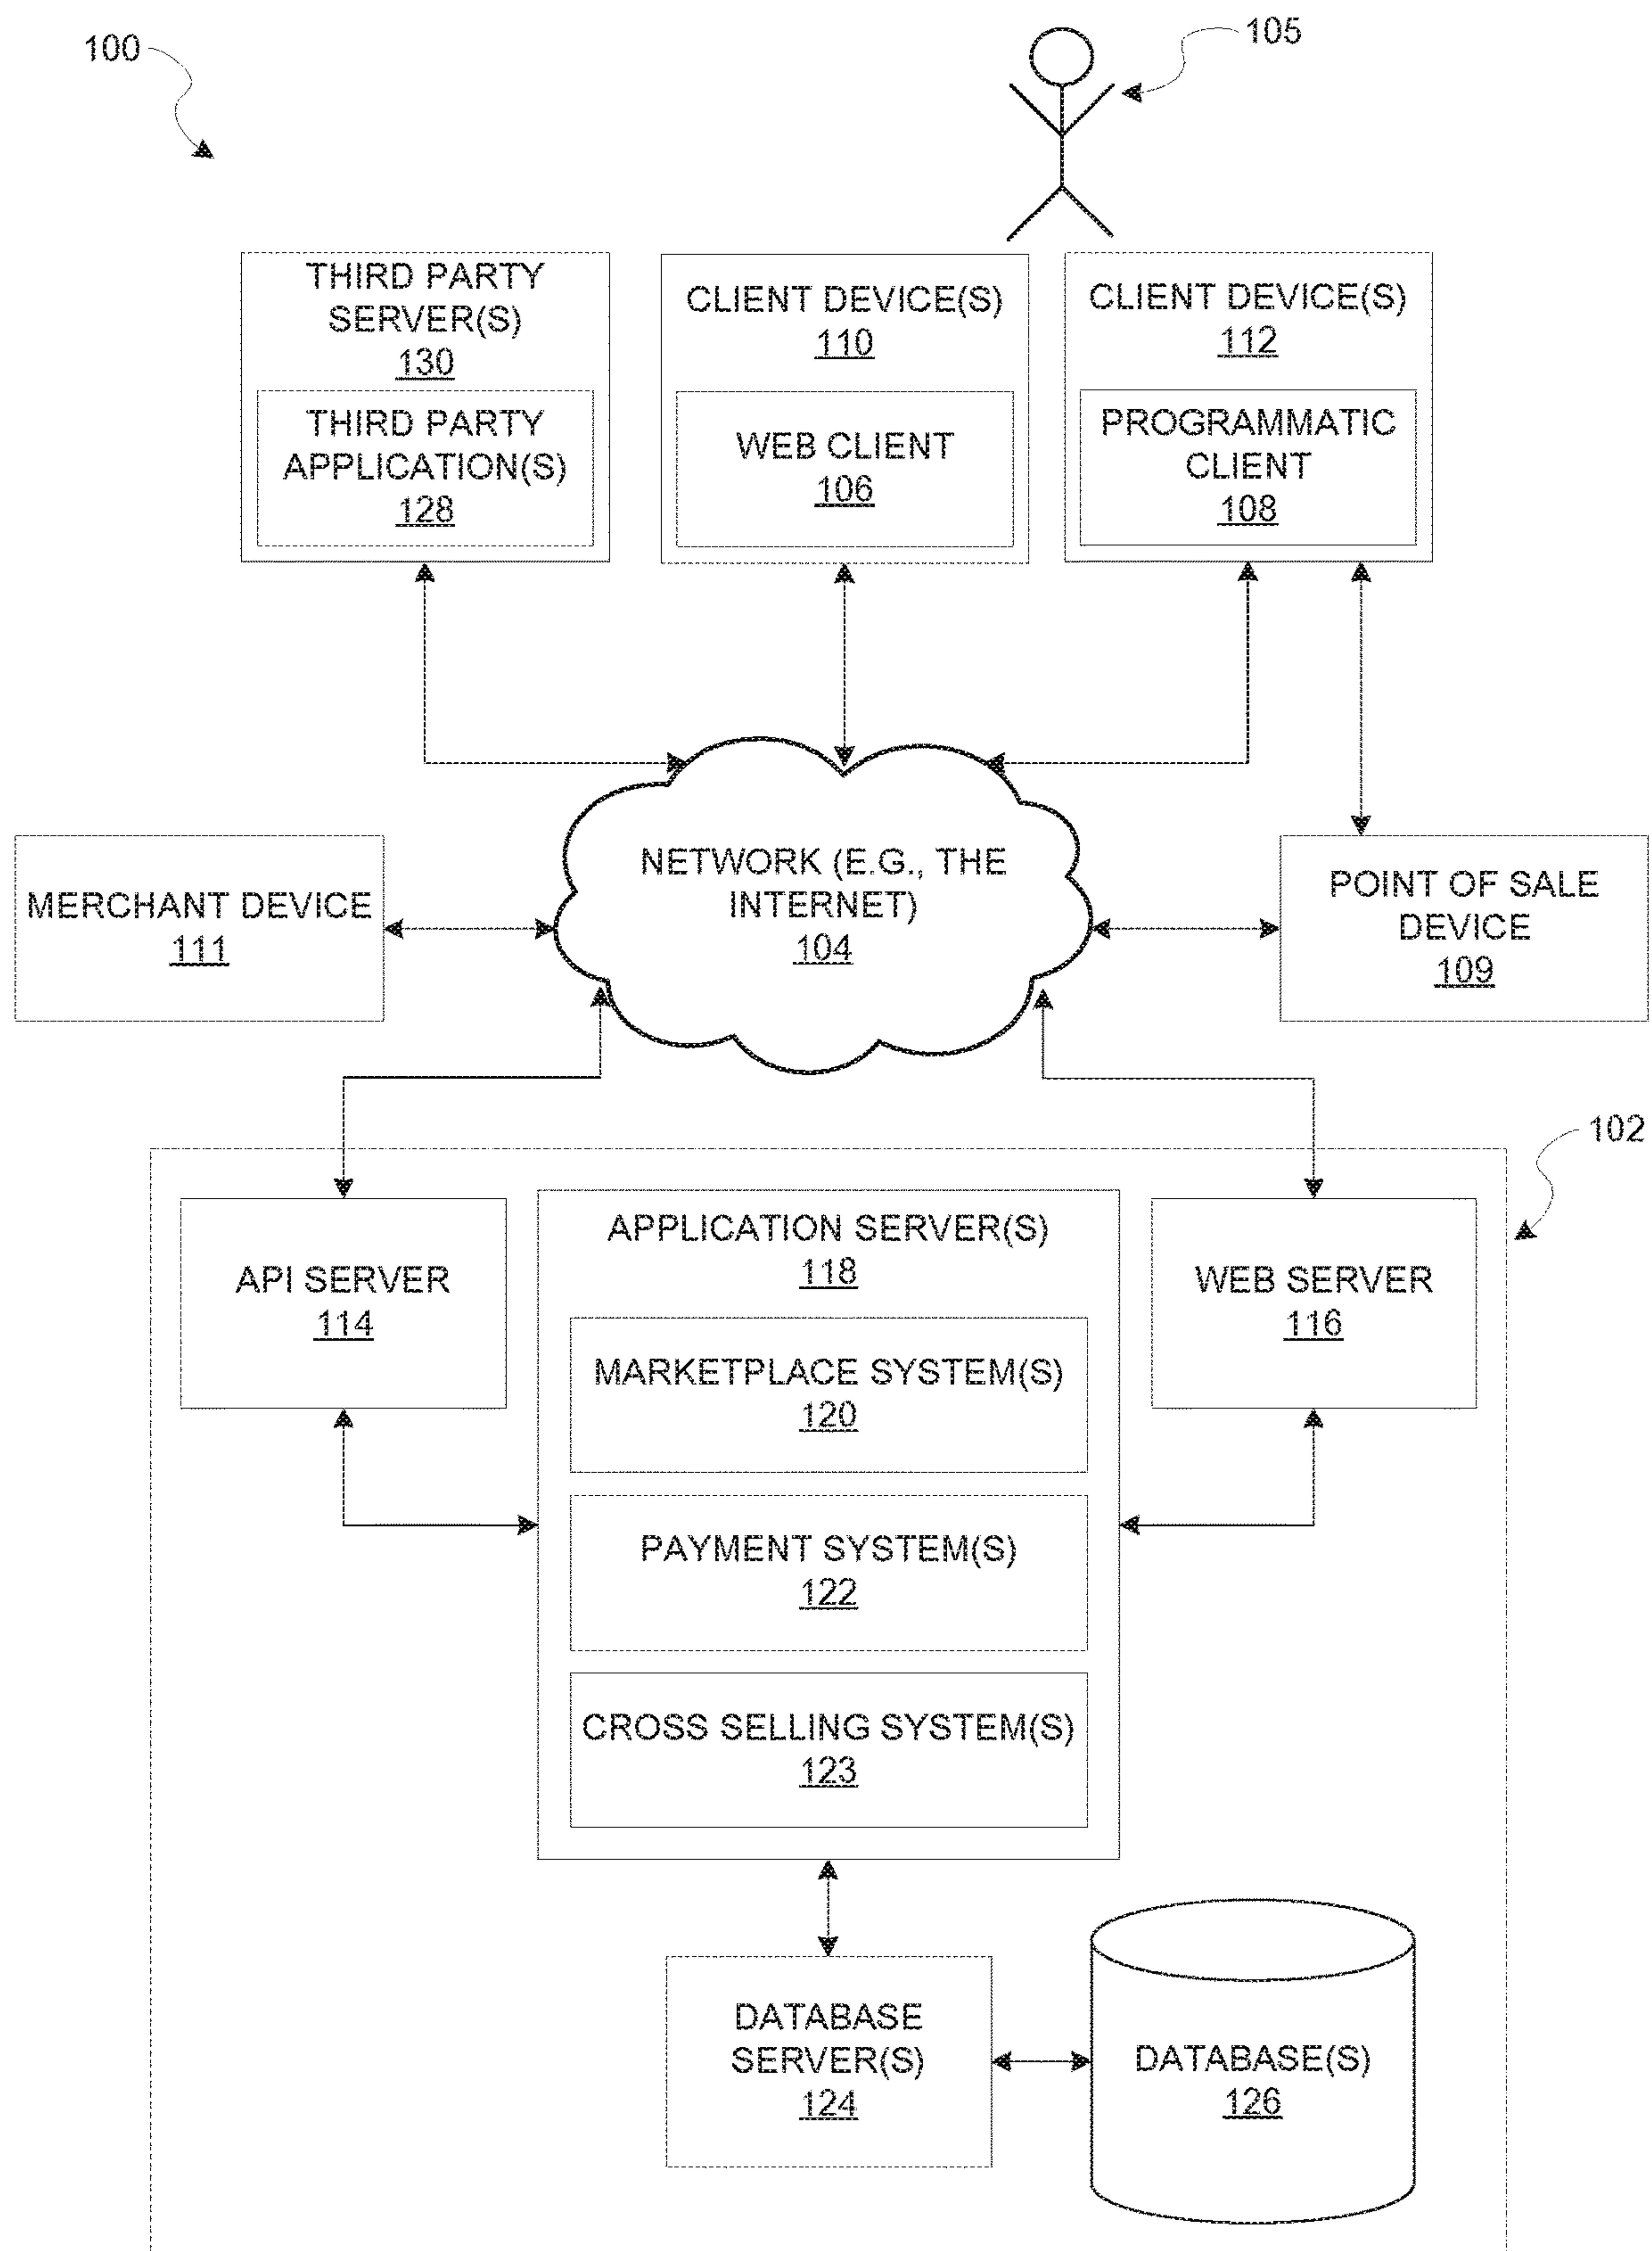 100
105
THIRD PARTY
SERVER(S)
130
THIRD PARTY
APPLICATION(S)
128
CLIENT DEVICE(S)
110
WEB CLIENT
106
CLIENT DEVICE(S)
112
PROGRAMMATIC
CLIENT
108
MERCHANT DEVICE
111
NETWORK (E.G., THE
INTERNET)
104
POINT OF SALE
DEVICE
109
102
API SERVER
114
APPLICATION SERVER(S)
118
MARKETPLACE SYSTEM(S)
120
PAYMENT SYSTEM(S)
122
CROSS SELLING SYSTEM(S)
123
WEB SERVER
116
DATABASE
SERVER(S)
124
DATABASE(S)
126